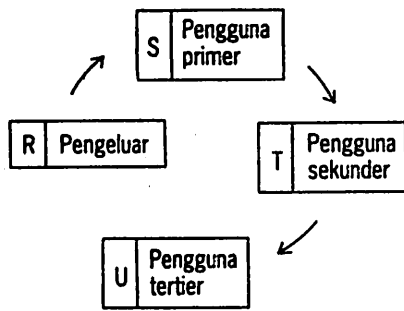 S Pengguna
primer
R Pengeluar
T Pengguna
sekunder
U Pengguna
tertier